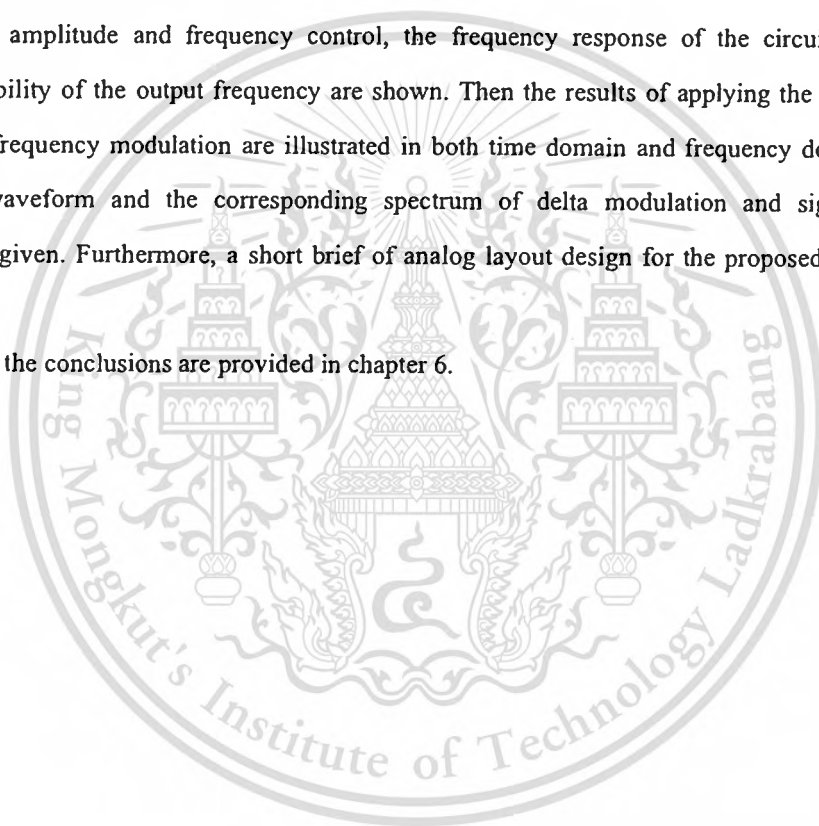 amplitude and frequency control, the frequency response of the circu
bility of the output frequency are shown. Then the results of applying the
frequency modulation are illustrated in both time domain and frequency d
waveform and the corresponding spectrum of delta modulation and sig
given. Furthermore, a short brief of analog layout design for the proposed
the conclusions are provided in chapter 6.
King Mongkut's Institute of Technology Ladkrabang